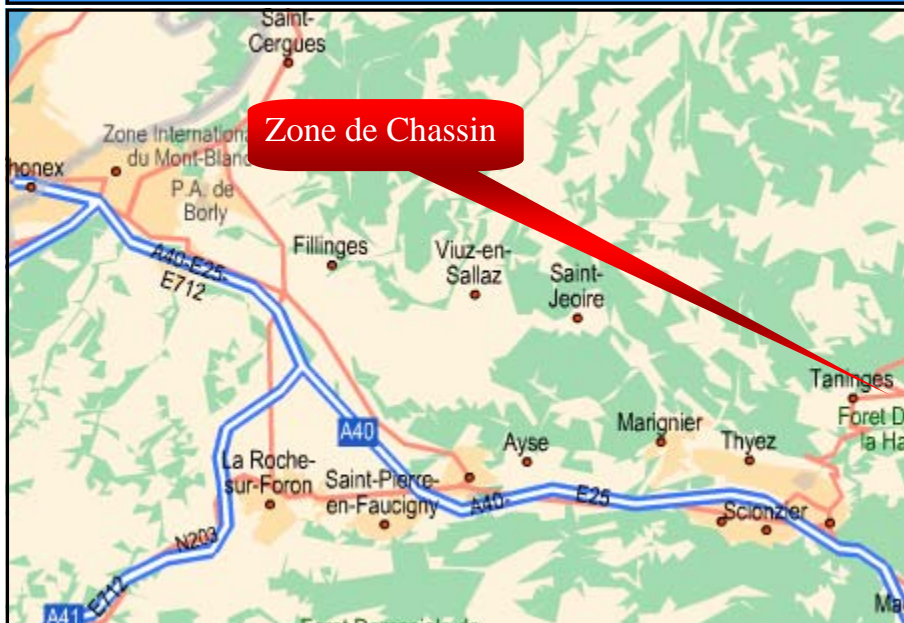 Saint-
Cergues
Zone de Chassin
Zone Internation
du Mont-Blanc
honex
P.A. de
Borly
Fillinges
Viuz-en-
Sallaz
Saint-
Jeoire
A40-E25-
E712
Taninges
Foret D
la Ha
A40
Ayse
Marignier
Thyez
La Roche-
sur-Foron
Saint-Pierre-
en-Faucigny
A40-
E25
Scionzier
N203
E712
A41
Ma